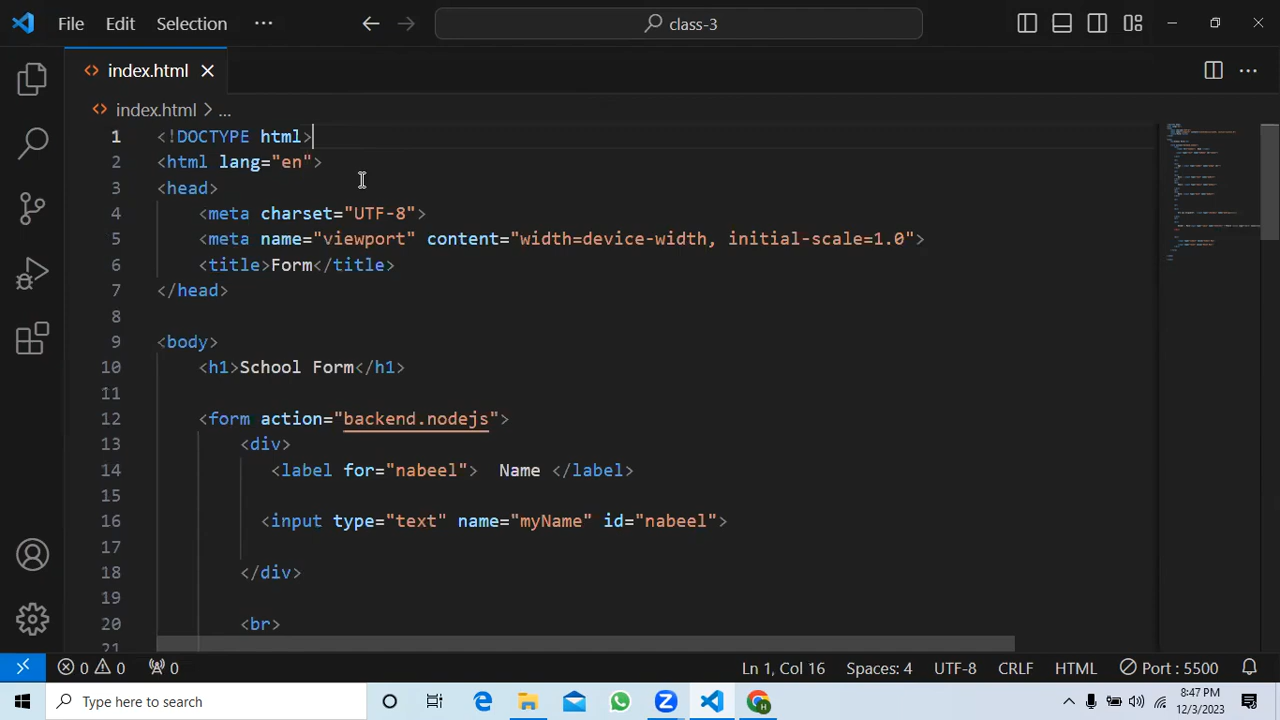 File Edit Selection ··· class-3
index.html
index.html > ...
1 <!DOCTYPE html>
2 <html lang="en">
3 <head>
4 <meta charset="UTF-8">
5 <meta name="viewport" content="width=device-width, initial-scale=1.0">
6 <title>Form</title>
7 </head>
8
9 <body>
10 <h1>School Form</h1>
11
12 <form action="backend.nodejs">
13 <div>
14 <label for="nabeel">  Name </label>
15
16 <input type="text" name="myName" id="nabeel">
17
18 </div>
19
20 <br>
21
0 0 0 Ln 1, Col 16 Spaces: 4 UTF-8 CRLF HTML Port : 5500
Type here to search 8:47 PM
12/3/2023